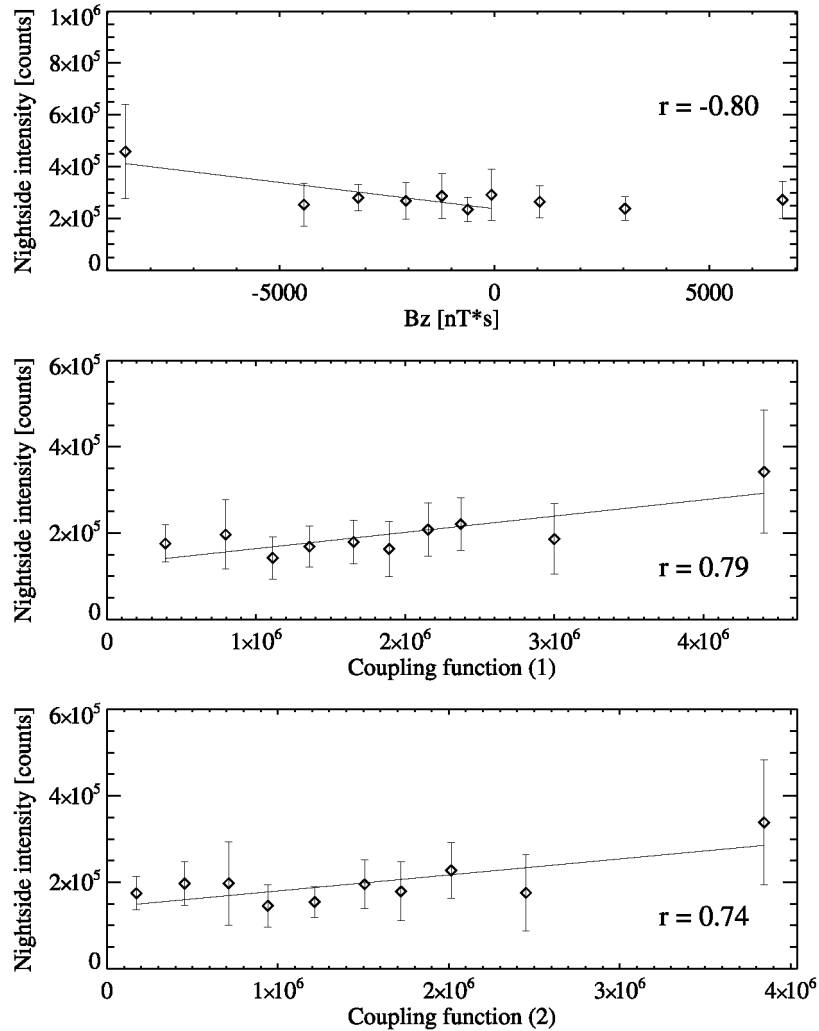 Nightside intensity [counts]
1×10⁶
8×10⁵
6×10⁵
4×10⁵
2×10⁵
0
r = -0.80
-5000 0 5000
Bz [nT*s]
Nightside intensity [counts]
6×10⁵
4×10⁵
2×10⁵
0
r = 0.79
0 1×10⁶ 2×10⁶ 3×10⁶ 4×10⁶
Coupling function (1)
Nightside intensity [counts]
6×10⁵
4×10⁵
2×10⁵
0
r = 0.74
0 1×10⁶ 2×10⁶ 3×10⁶ 4×10⁶
Coupling function (2)